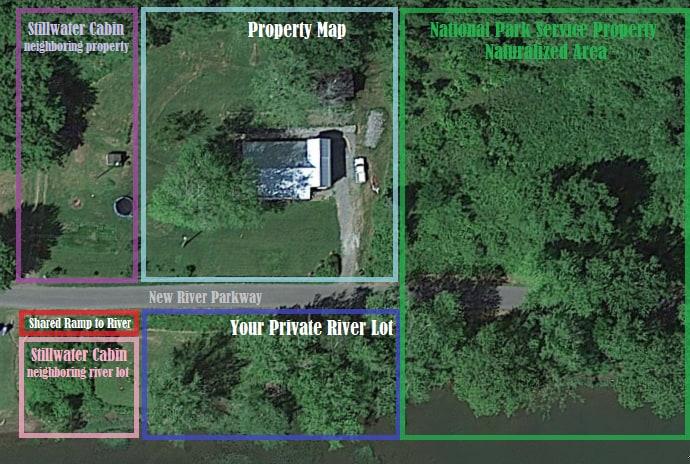 Stillwater Cabin
neighboring property
Property Map
National Park Service Property
Naturalized Area
New River Parkway
Shared Ramp to River
Your Private River Lot
Stillwater Cabin
neighboring river lot